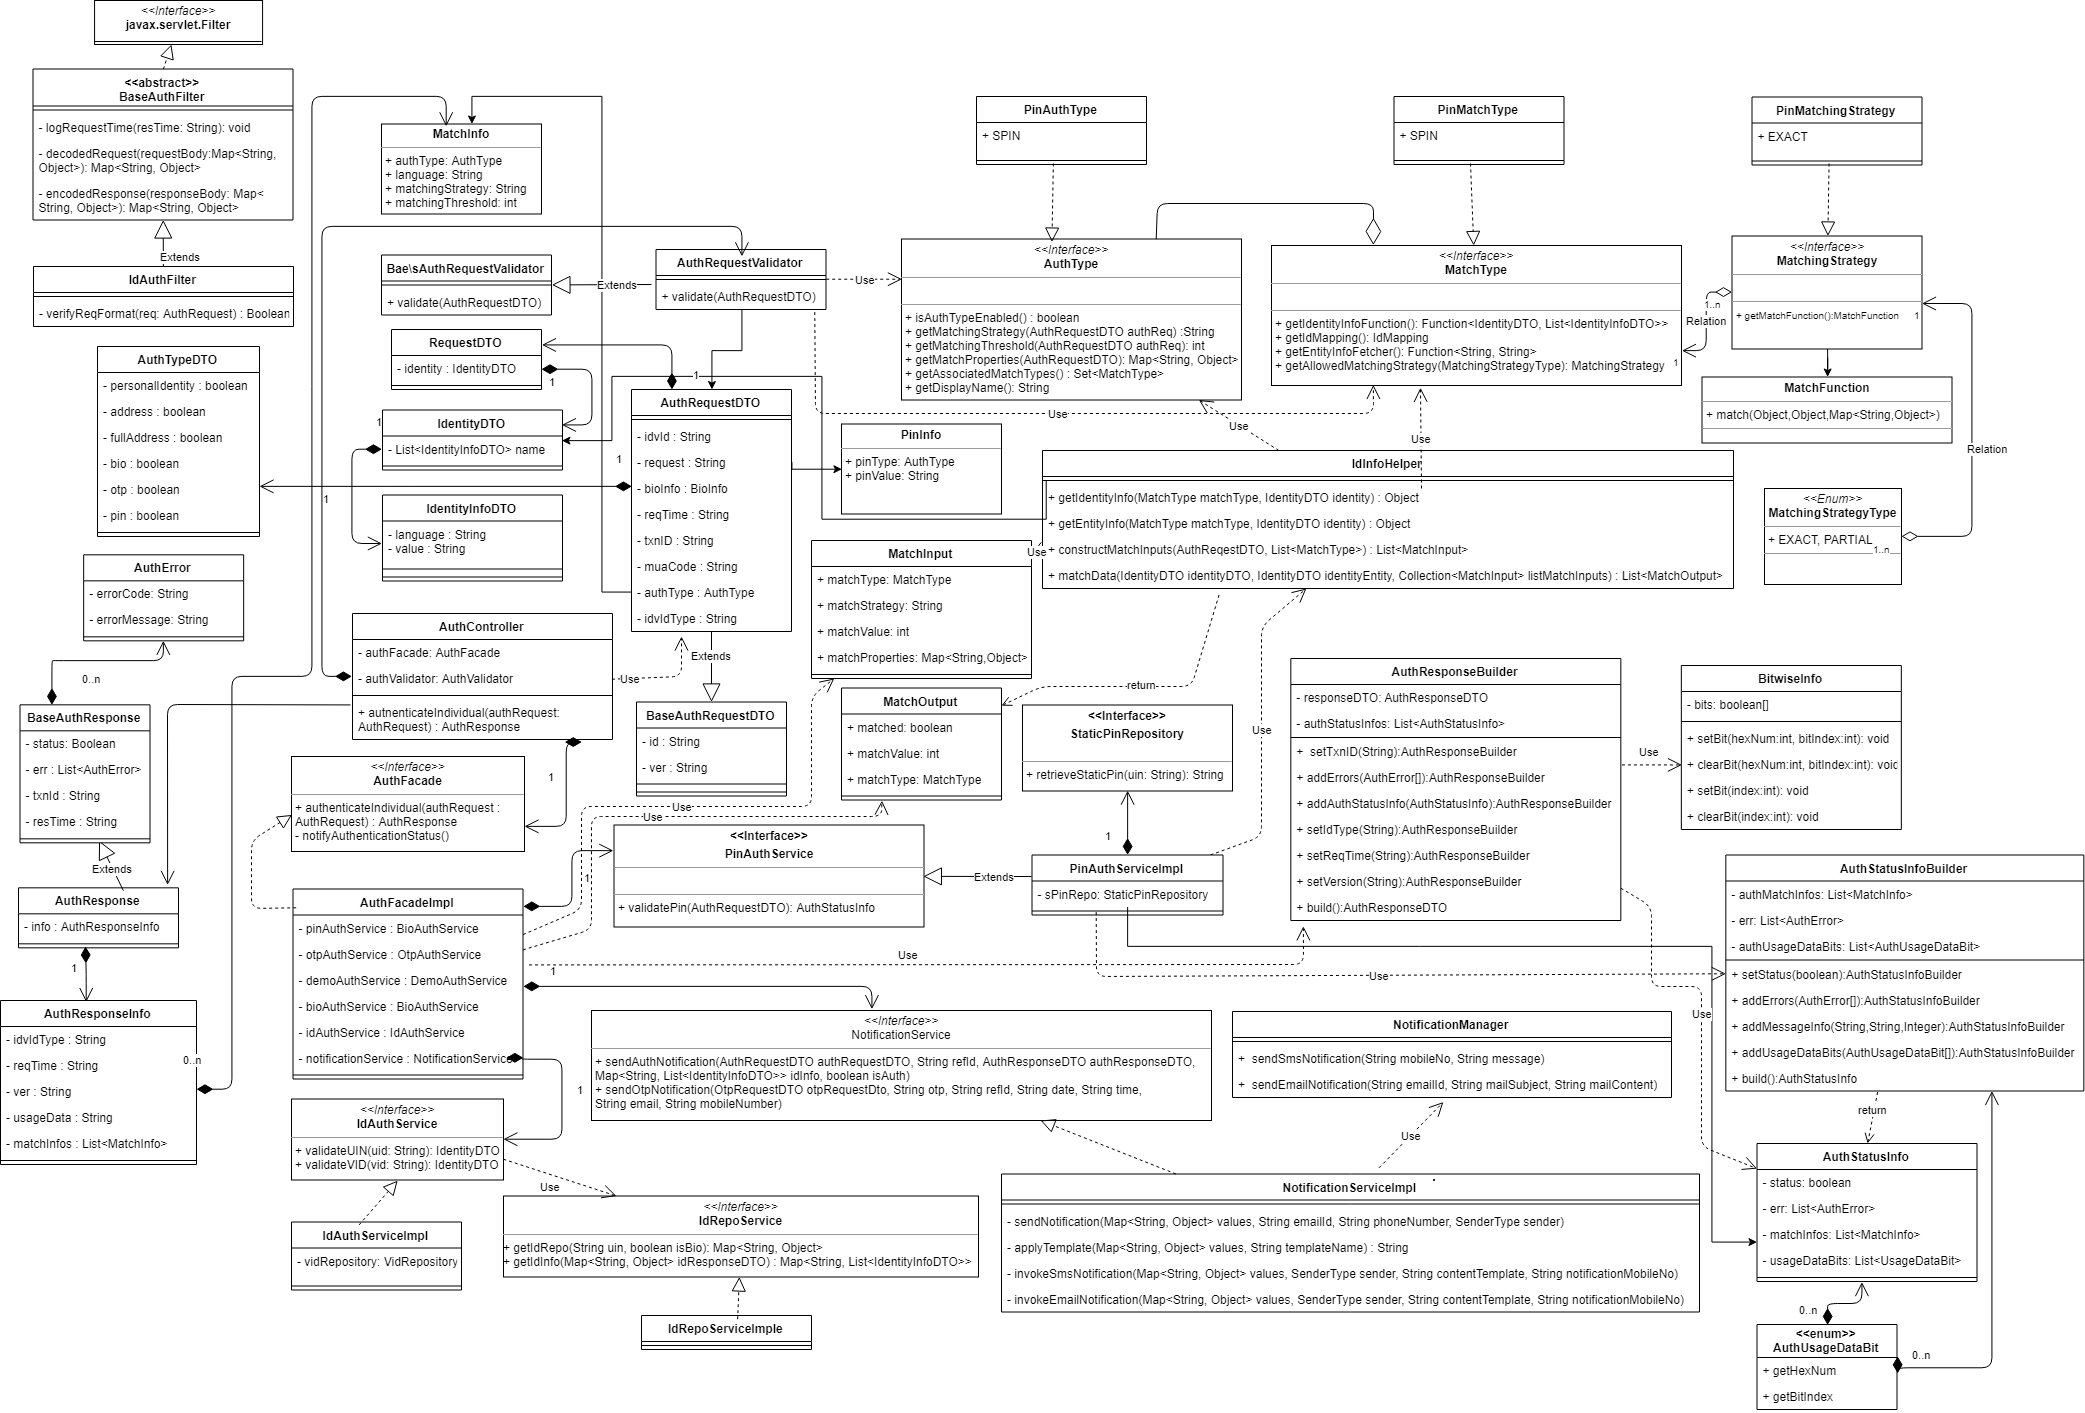 <<Interface>>
javax.servlet.Filter
<<abstract>>
BaseAuthFilter
- logRequestTime(resTime: String): void
- decodedRequest(requestBody:Map<String,
Object>): Map<String, Object>
- encodedResponse(responseBody: Map<
String, Object>): Map<String, Object>
Extends
IdAuthFilter
- verifyReqFormat(req: AuthRequest) : Boolean
MatchInfo
+ authType: AuthType
+ language: String
+ matchingStrategy: String
+ matchingThreshold: int
PinAuthType
+ SPIN
PinMatchType
+ SPIN
PinMatchingStrategy
+ EXACT
Bae\sAuthRequestValidator
+ validate(AuthRequestDTO)
Extends
AuthRequestValidator
+ validate(AuthRequestDTO)
Use
<<Interface>>
AuthType
+ isAuthTypeEnabled() : boolean
+ getMatchingStrategy(AuthRequestDTO authReq) :String
+ getMatchingThreshold(AuthRequestDTO authReq): int
+ getMatchProperties(AuthRequestDTO): Map<String, Object>
+ getAssociatedMatchTypes() : Set<MatchType>
+ getDisplayName(): String
<<Interface>>
MatchType
+ getIdentityInfoFunction(): Function<IdentityDTO, List<IdentityInfoDTO>>
+ getIdMapping(): IdMapping
+ getEntityInfoFetcher(): Function<String, String>
+ getAllowedMatchingStrategy(MatchingStrategyType): MatchingStrategy
1..n
Relation
1
<<Interface>>
MatchingStrategy
+ getMatchFunction():MatchFunction
1
MatchFunction
+ match(Object,Object,Map<String,Object>)
Relation
<<Enum>>
MatchingStrategyType
+ EXACT, PARTIAL
1..n
AuthTypeDTO
- personalIdentity : boolean
- address : boolean
- fullAddress : boolean
- bio : boolean
- otp : boolean
- pin : boolean
RequestDTO
- identity : IdentityDTO
1
1
IdentityDTO
- List<IdentityInfoDTO> name
1
IdentityInfoDTO
- language : String
- value : String
1
1
AuthRequestDTO
- idvId : String
- request : String
- bioInfo : BioInfo
- reqTime : String
- txnID : String
- muaCode : String
- authType : AuthType
- idvIdType : String
Extends
BaseAuthRequestDTO
- id : String
- ver : String
PinInfo
+ pinType: AuthType
+ pinValue: String
Use
Use
Use
IdInfoHelper
+ getIdentityInfo(MatchType matchType, IdentityDTO identity) : Object
+ getEntityInfo(MatchType matchType, IdentityDTO identity) : Object
+ constructMatchInputs(AuthReqestDTO, List<MatchType>) : List<MatchInput>
+ matchData(IdentityDTO identityDTO, IdentityDTO identityEntity, Collection<MatchInput> listMatchInputs) : List<MatchOutput>
Use
MatchInput
+ matchType: MatchType
+ matchStrategy: String
+ matchValue: int
+ matchProperties: Map<String,Object>
return
MatchOutput
+ matched: boolean
+ matchValue: int
+ matchType: MatchType
AuthError
- errorCode: String
- errorMessage: String
0..n
BaseAuthResponse
- status: Boolean
- err : List<AuthError>
- txnId : String
- resTime : String
Extends
AuthResponse
- info : AuthResponseInfo
1
AuthResponseInfo
- idvIdType : String
- reqTime : String
- ver : String
- usageData : String
- matchInfos : List<MatchInfo>
0..n
AuthController
- authFacade: AuthFacade
- authValidator: AuthValidator
+ autnenticateIndividual(authRequest:
AuthRequest) : AuthResponse
Use
1
<<Interface>>
AuthFacade
+ authenticateIndividual(authRequest :
AuthRequest) : AuthResponse
- notifyAuthenticationStatus()
AuthFacadeImpl
- pinAuthService : BioAuthService
- otpAuthService : OtpAuthService
- demoAuthService : DemoAuthService
- bioAuthService : BioAuthService
- idAuthService : IdAuthService
- notificationService : NotificationService
1
Use
Use
Use
1
1
<<Interface>>
PinAuthService
+ validatePin(AuthRequestDTO): AuthStatusInfo
Extends
<<Interface>>
StaticPinRepository
+ retrieveStaticPin(uin: String): String
1
PinAuthServiceImpl
- sPinRepo: StaticPinRepository
Use
Use
AuthResponseBuilder
- responseDTO: AuthResponseDTO
- authStatusInfos: List<AuthStatusInfo>
+ setTxnID(String):AuthResponseBuilder
+ addErrors(AuthError[]):AuthResponseBuilder
+ addAuthStatusInfo(AuthStatusInfo):AuthResponseBuilder
+ setIdType(String):AuthResponseBuilder
+ setReqTime(String):AuthResponseBuilder
+ setVersion(String):AuthResponseBuilder
+ build():AuthResponseDTO
Use
BitwiseInfo
- bits: boolean[]
+ setBit(hexNum:int, bitIndex:int): void
+ clearBit(hexNum:int, bitIndex:int): void
+ setBit(index:int): void
+ clearBit(index:int): void
AuthStatusInfoBuilder
- authMatchInfos: List<MatchInfo>
- err: List<AuthError>
- authUsageDataBits: List<AuthUsageDataBit>
+ setStatus(boolean):AuthStatusInfoBuilder
+ addErrors(AuthError[]):AuthStatusInfoBuilder
+ addMessageInfo(String,String,Integer):AuthStatusInfoBuilder
+ addUsageDataBits(AuthUsageDataBit[]):AuthStatusInfoBuilder
+ build():AuthStatusInfo
Use
return
<<Interface>>
NotificationService
+ sendAuthNotification(AuthRequestDTO authRequestDTO, String refId, AuthResponseDTO authResponseDTO,
Map<String, List<IdentityInfoDTO>> idInfo, boolean isAuth)
+ sendOtpNotification(OtpRequestDTO otpRequestDto, String otp, String refId, String date, String time,
String email, String mobileNumber)
NotificationManager
+ sendSmsNotification(String mobileNo, String message)
+ sendEmailNotification(String emailId, String mailSubject, String mailContent)
Use
NotificationServiceImpl
- sendNotification(Map<String, Object> values, String emailId, String phoneNumber, SenderType sender)
- applyTemplate(Map<String, Object> values, String templateName) : String
- invokeSmsNotification(Map<String, Object> values, SenderType sender, String contentTemplate, String notificationMobileNo)
- invokeEmailNotification(Map<String, Object> values, SenderType sender, String contentTemplate, String notificationMobileNo)
<<Interface>>
IdAuthService
+ validateUIN(uid: String): IdentityDTO
+ validateVID(vid: String): IdentityDTO
Use
IdAuthServiceImpl
- vidRepository: VidRepository
<<Interface>>
IdRepoService
+ getIdRepo(String uin, boolean isBio): Map<String, Object>
+ getIdInfo(Map<String, Object> idResponseDTO) : Map<String, List<IdentityInfoDTO>>
IdRepoServiceImple
AuthStatusInfo
- status: boolean
- err: List<AuthError>
- matchInfos: List<MatchInfo>
- usageDataBits: List<UsageDataBit>
0..n
<<enum>>
AuthUsageDataBit
+ getHexNum
+ getBitIndex
0..n